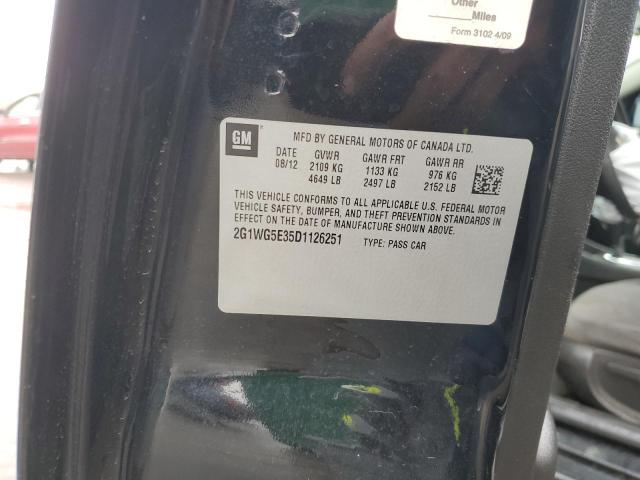 Other
______Miles
Form 3102 4/09
GM
MFD BY GENERAL MOTORS OF CANADA LTD.
DATE GVWR GAWR FRT GAWR RR
08/12 2109 KG 1133 KG 976 KG
4649 LB 2497 LB 2152 LB
THIS VEHICLE CONFORMS TO ALL APPLICABLE U.S. FEDERAL MOTOR
VEHICLE SAFETY, BUMPER, AND THEFT PREVENTION STANDARDS IN
EFFECT ON THE DATE OF MANUFACTURE SHOWN ABOVE.
2G1WG5E35D1126251 TYPE: PASS CAR